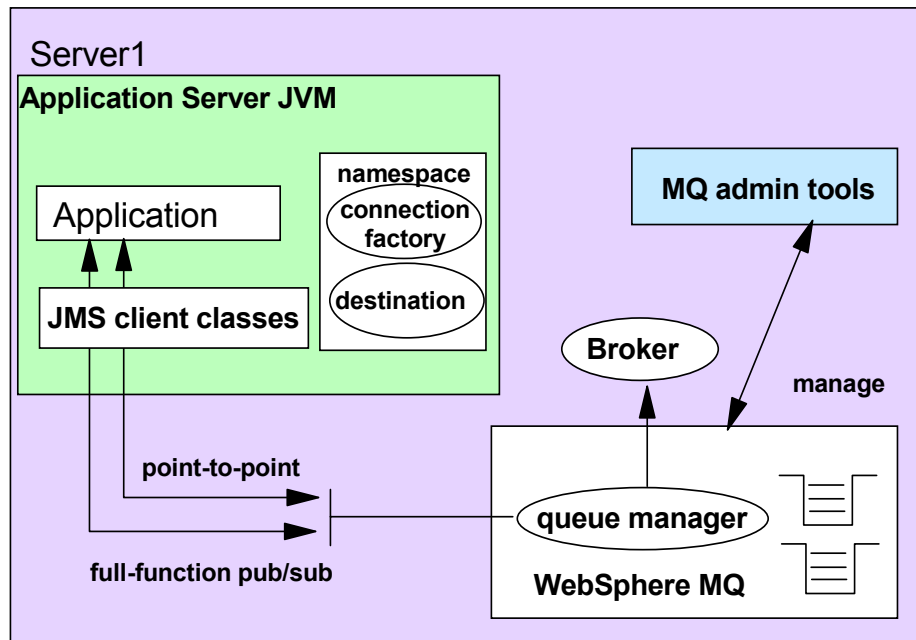 Server1
Application Server JVM
namespace
connection
factory
destination
Application
JMS client classes
MQ admin tools
Broker
manage
point-to-point
full-function pub/sub
queue manager
WebSphere MQ